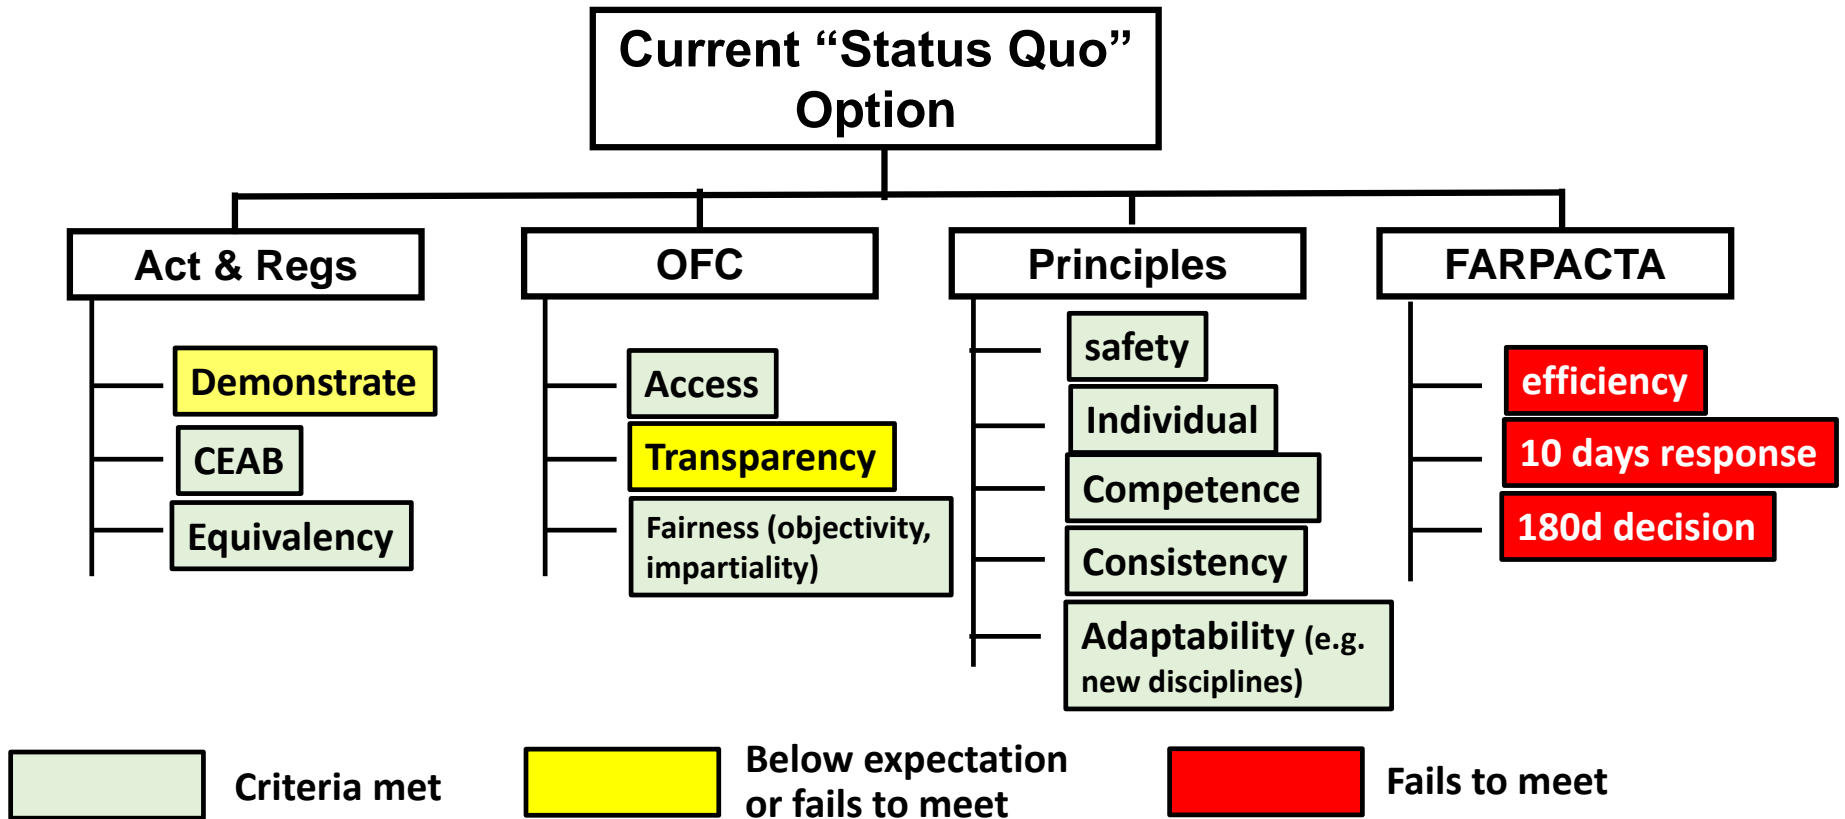 Current “Status Quo”
Option
Act & Regs
Demonstrate
CEAB
Equivalency
OFC
Access
Transparency
Fairness (objectivity,
impartiality)
Principles
safety
Individual
Competence
Consistency
Adaptability (e.g.
new disciplines)
FARPACTA
efficiency
10 days response
180d decision
Criteria met
Below expectation
or fails to meet
Fails to meet